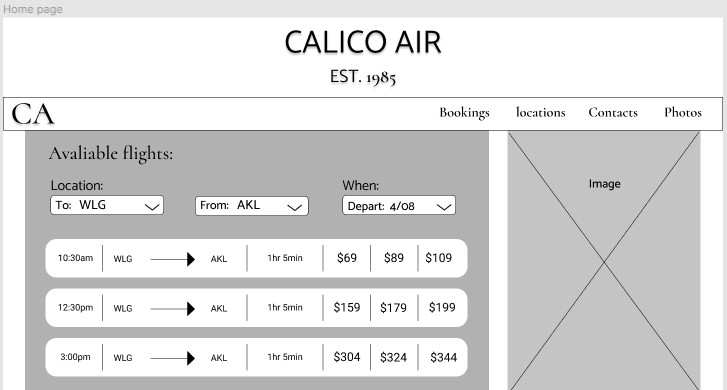 Home page
CALICO AIR
EST. 1985
CA
Bookings locations Contacts Photos
Avaliable flights:
Location: When:
To: WLG From: AKL Depart: 4/08
Image
10:30am WLG AKL 1hr 5min $69 $89 $109
12:30pm WLG AKL 1hr 5min $159 $179 $199
3:00pm WLG AKL 1hr 5min $304 $324 $344